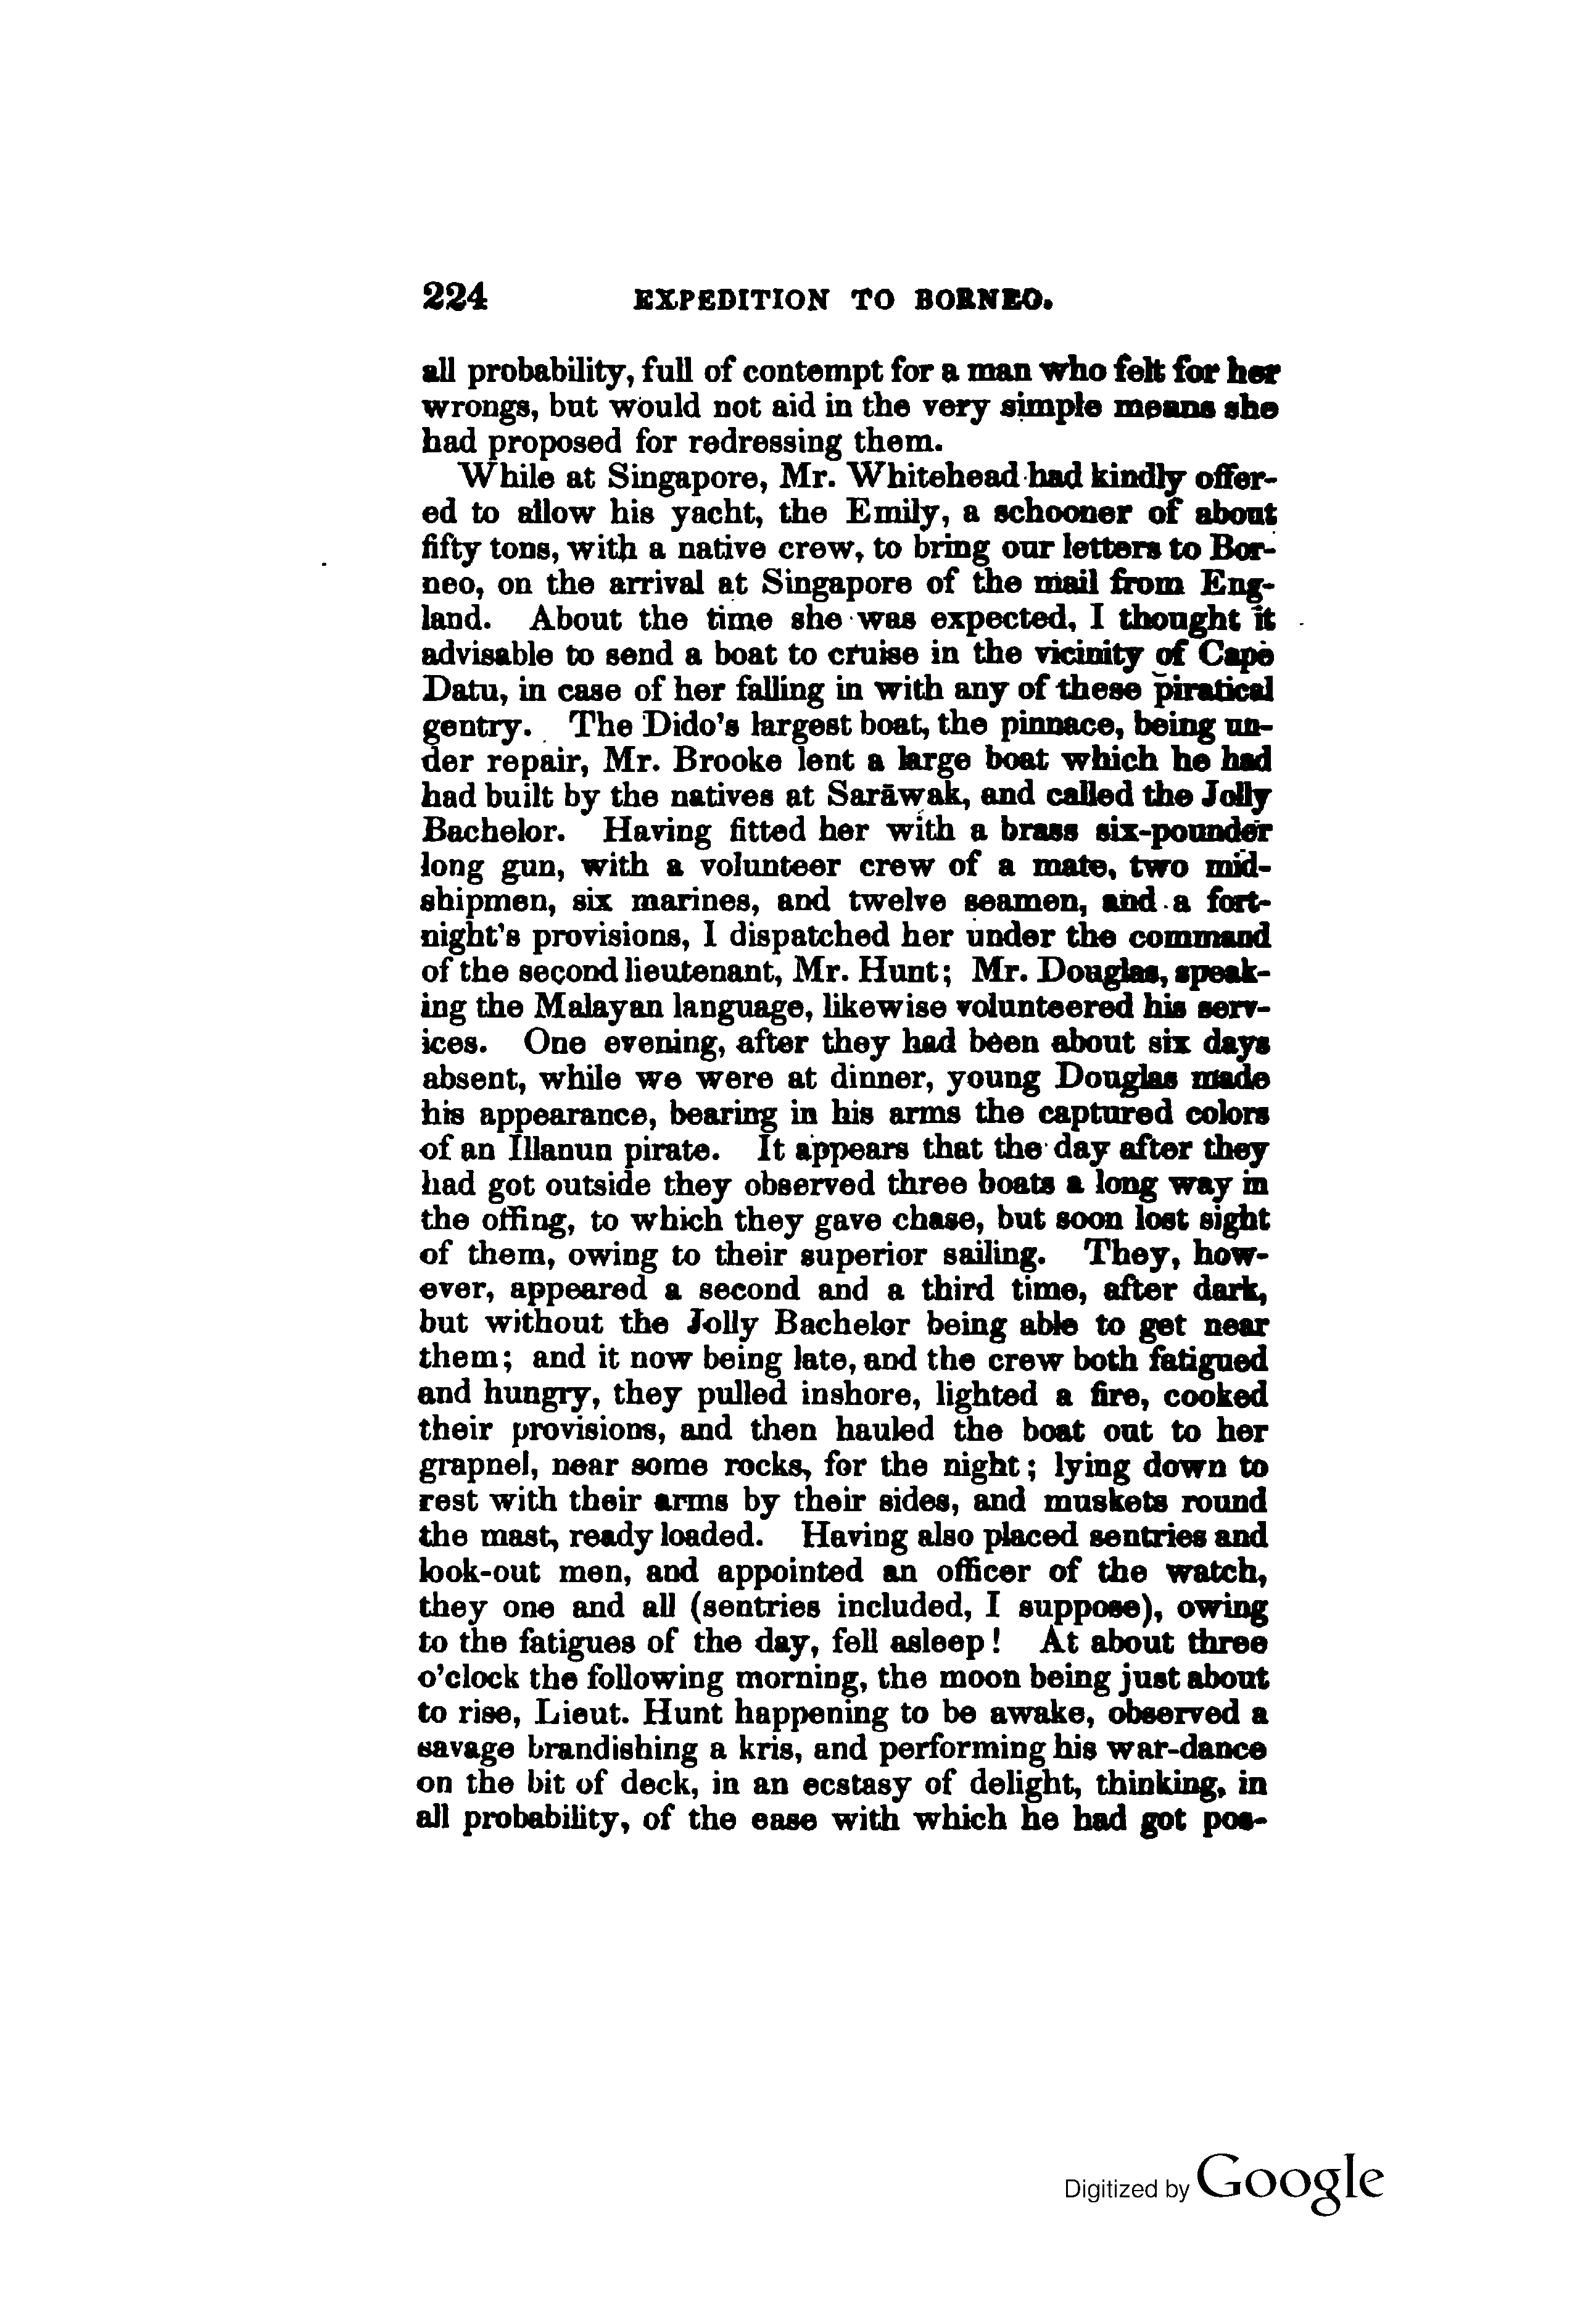 224 EXPEDITION TO BORNEO.
all probability, full of contempt for a man who felt for her
wrongs, but would not aid in the very simple means she
had proposed for redressing them.
While at Singapore, Mr. Whitehead had kindly offer-
ed to allow his yacht, the Emily, a schooner of about
fifty tons, with a native crew, to bring our letters to Bor-
neo, on the arrival at Singapore of the mail from Eng-
land. About the time she was expected, I thought it
advisable to send a boat to cruise in the vicinity of Cape
Datu, in case of her falling in with any of these piratical
gentry. The Dido's largest boat, the pinnace, being un-
der repair, Mr. Brooke lent a large boat which he had
had built by the natives at Sarāwak, and called the Jolly
Bachelor. Having fitted her with a brass six-pounder
long gun, with a volunteer crew of a mate, two mid-
shipmen, six marines, and twelve seamen, and a fort-
night's provisions, I dispatched her under the command
of the second lieutenant, Mr. Hunt; Mr. Douglas, speak-
ing the Malayan language, likewise volunteered his serv-
ices. One evening, after they had been about six days
absent, while we were at dinner, young Douglas made
his appearance, bearing in his arms the captured colors
of an Illanun pirate. It appears that the day after they
had got outside they observed three boats a long way in
the offing, to which they gave chase, but soon lost sight
of them, owing to their superior sailing. They, how-
ever, appeared a second and a third time, after dark,
but without the Jolly Bachelor being able to get near
them; and it now being late, and the crew both fatigued
and hungry, they pulled inshore, lighted a fire, cooked
their provisions, and then hauled the boat out to her
grapnel, near some rocks, for the night; lying down to
rest with their arms by their sides, and muskets round
the mast, ready loaded. Having also placed sentries and
look-out men, and appointed an officer of the watch,
they one and all (sentries included, I suppose), owing
to the fatigues of the day, fell asleep! At about three
o'clock the following morning, the moon being just about
to rise, Lieut. Hunt happening to be awake, observed a
savage brandishing a kris, and performing his war-dance
on the bit of deck, in an ecstasy of delight, thinking, in
all probability, of the ease with which he had got pos-
Digitized by Google